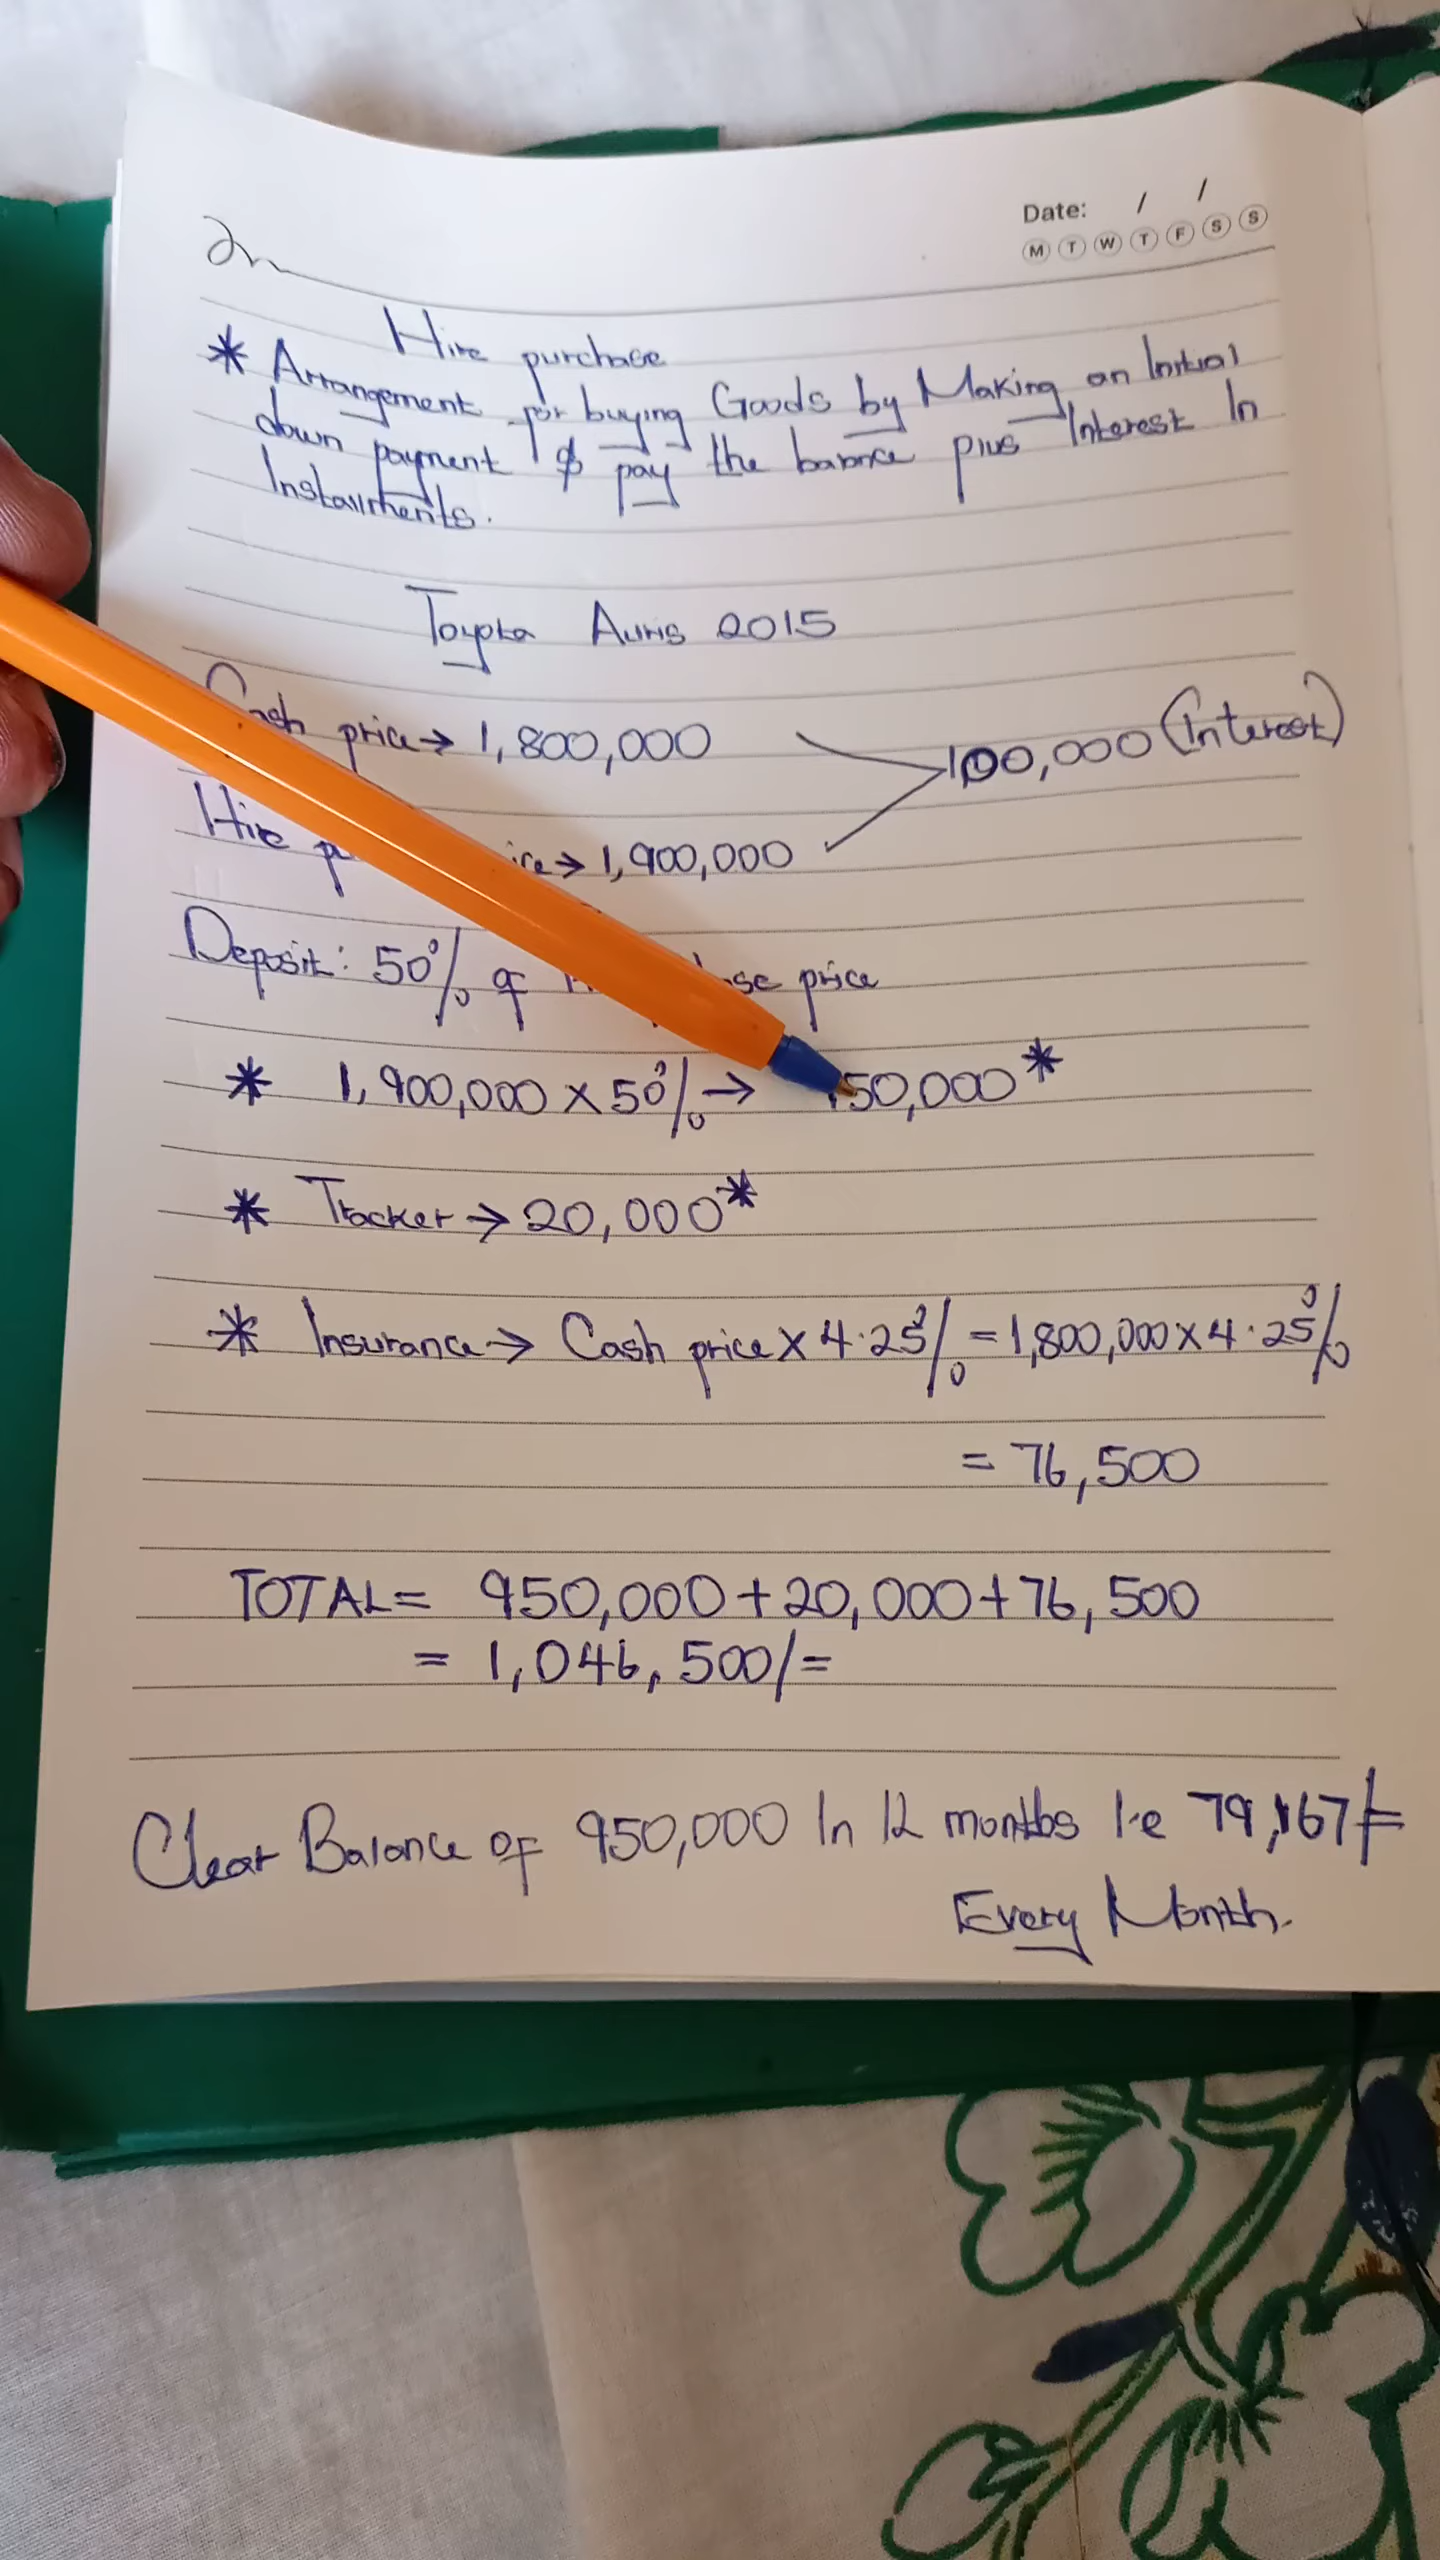 Date: / /
M T W T F S S
Hire purchase
* Arrangement for buying Goods by Making an Initial
down payment & pay the balance plus Interest In
Installments.
Toyota Auris 2015
Cash price → 1,800,000
100,000 (Interest)
Hire → 1,900,000
Deposit: 50% of price
* 1,900,000 x 50% → 50,000*
* Tracker → 20,000*
* Insurance → Cash price x 4.25% = 1,800,000 x 4.25%
= 76,500
TOTAL = 950,000 + 20,000 + 76,500
= 1,046,500/=
Clear Balance of 950,000 In 12 months I.e 79,167/=
Every Month.